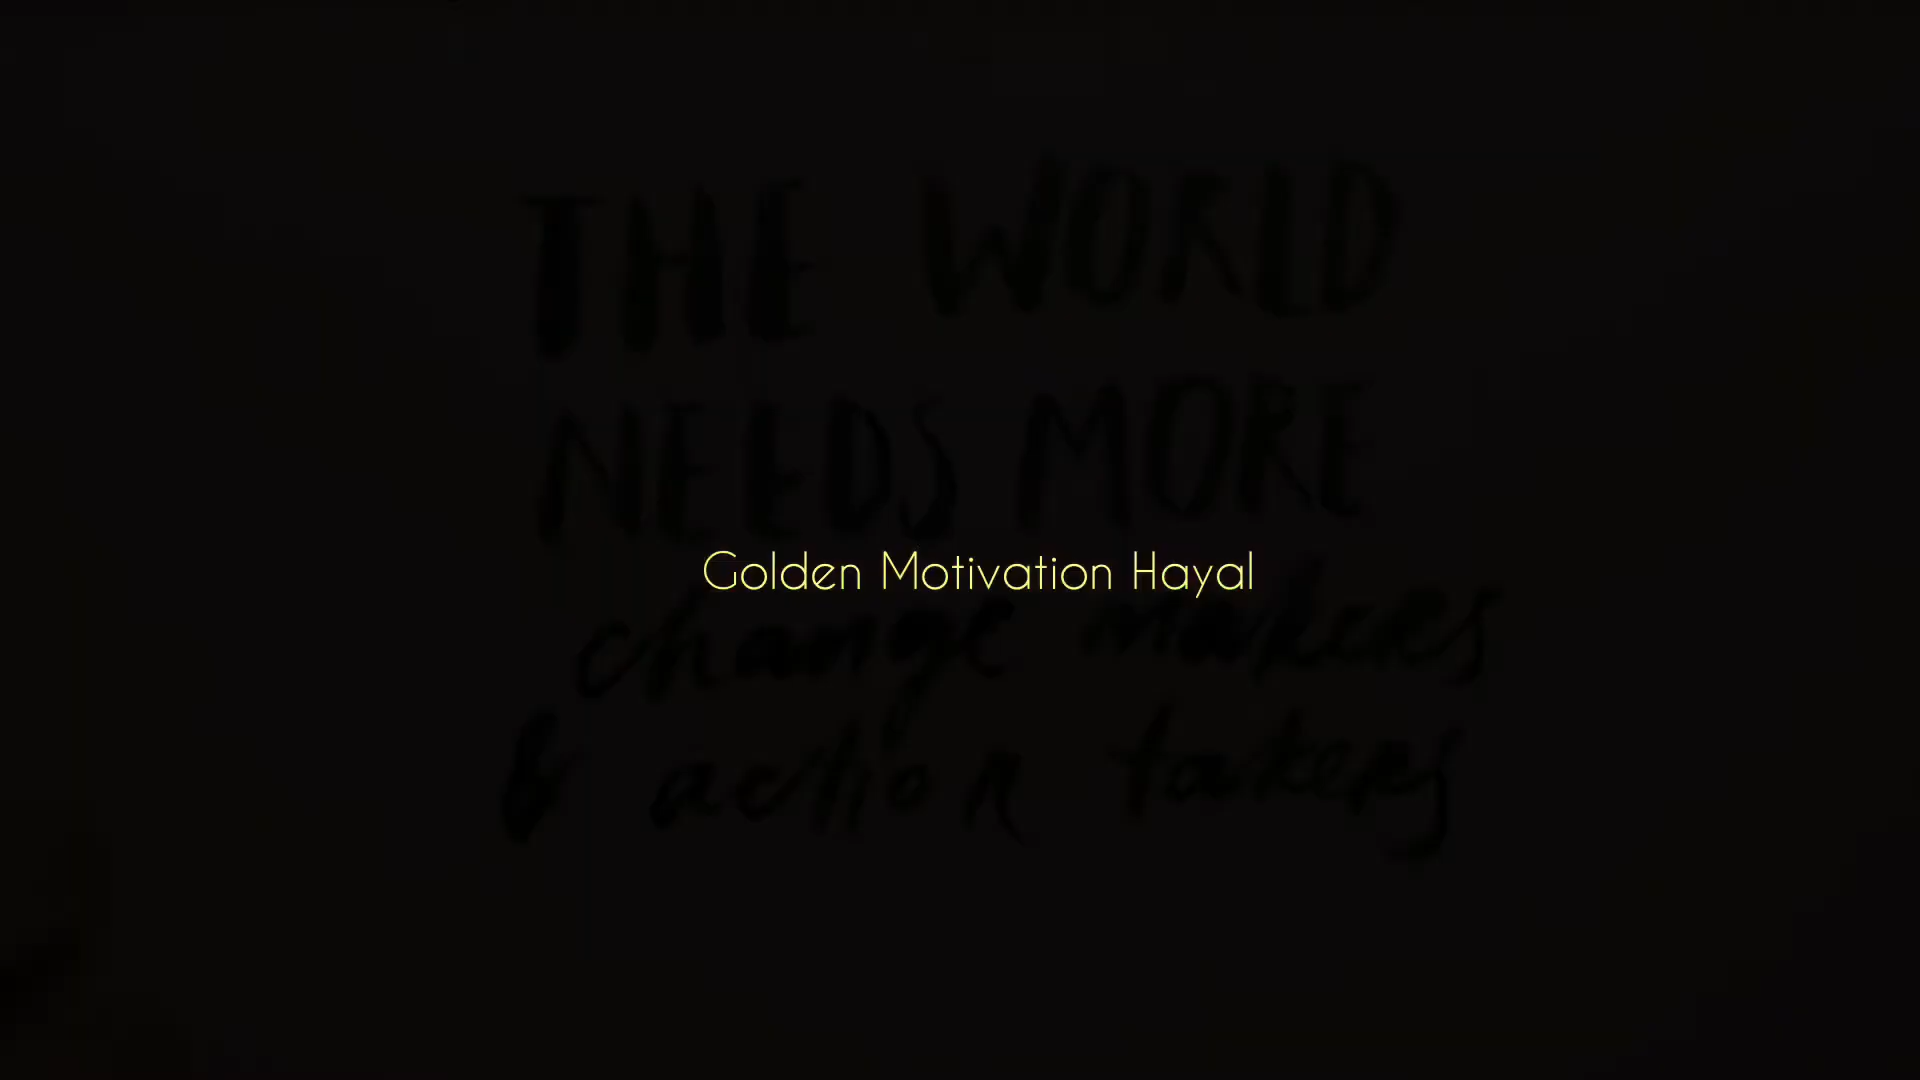 THE WORLD
NEEDS MORE
Golden Motivation Hayal
change makers
& action takers